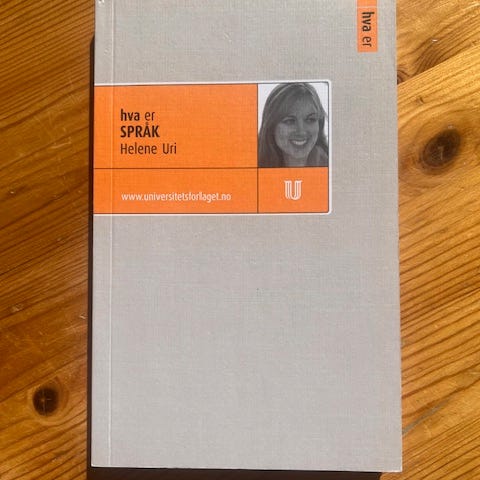 hva er
hva er
SPRÅK
Helene Uri
www.universitetsforlaget.no
U